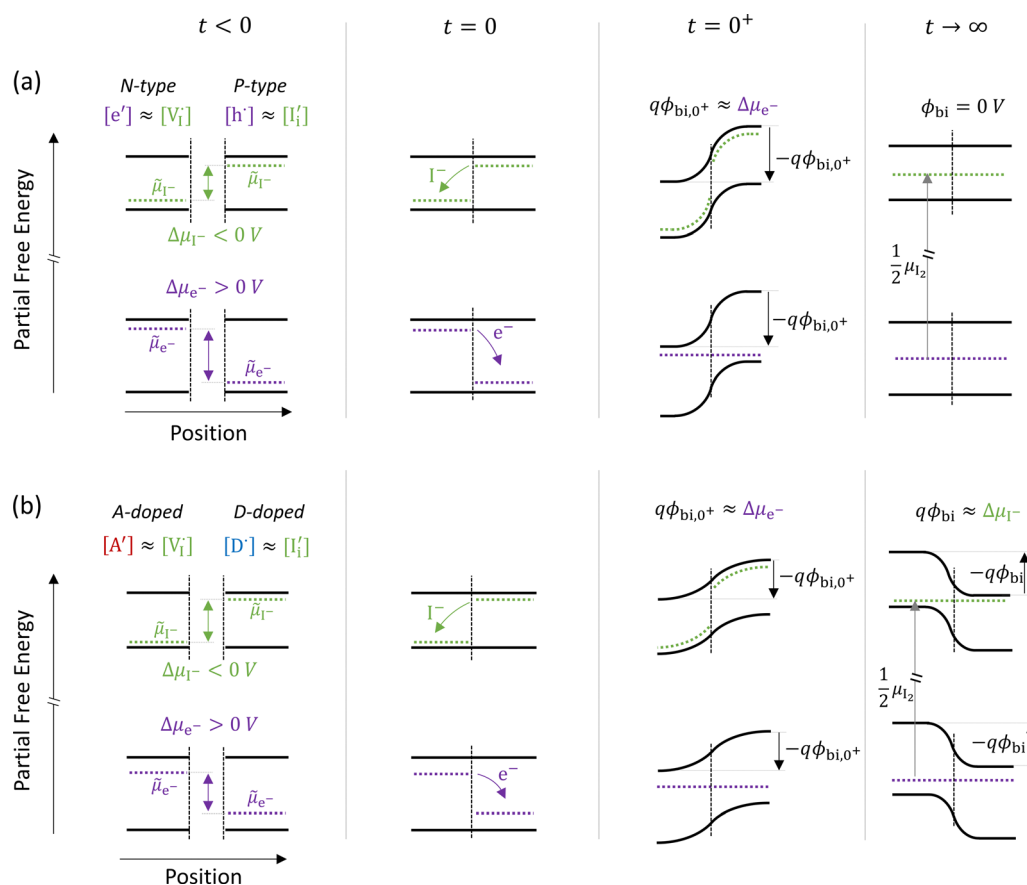 t < 0
t = 0
t = 0⁺
t → ∞
(a)
N-type
P-type
[e′] ≈ [V_I˙]
[h˙] ≈ [I_i′]
qϕ_bi,0⁺ ≈ Δμ_e⁻
ϕ_bi = 0 V
Partial Free Energy
μ̃_I⁻
μ̃_I⁻
I⁻
−qϕ_bi,0⁺
Δμ_I⁻ < 0 V
½ μ_I₂
Δμ_e⁻ > 0 V
μ̃_e⁻
μ̃_e⁻
e⁻
−qϕ_bi,0⁺
Position
(b)
A-doped
D-doped
[A′] ≈ [V_I˙]
[D˙] ≈ [I_i′]
qϕ_bi,0⁺ ≈ Δμ_e⁻
qϕ_bi ≈ Δμ_I⁻
Partial Free Energy
μ̃_I⁻
μ̃_I⁻
I⁻
−qϕ_bi,0⁺
−qϕ_bi
Δμ_I⁻ < 0 V
½ μ_I₂
Δμ_e⁻ > 0 V
μ̃_e⁻
μ̃_e⁻
e⁻
−qϕ_bi,0⁺
−qϕ_bi
Position